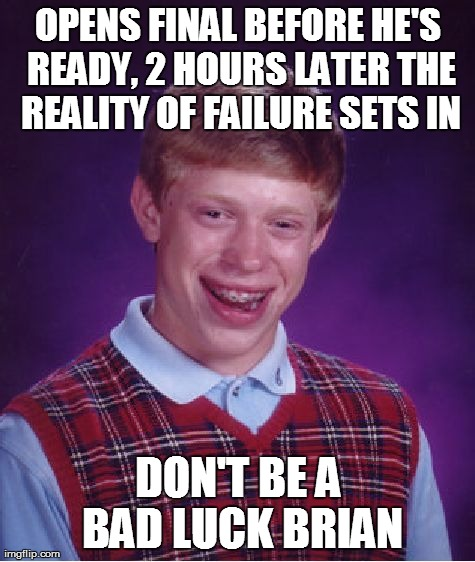 OPENS FINAL BEFORE HE'S
READY, 2 HOURS LATER THE
REALITY OF FAILURE SETS IN
DON'T BE A
BAD LUCK BRIAN
imgflip.com